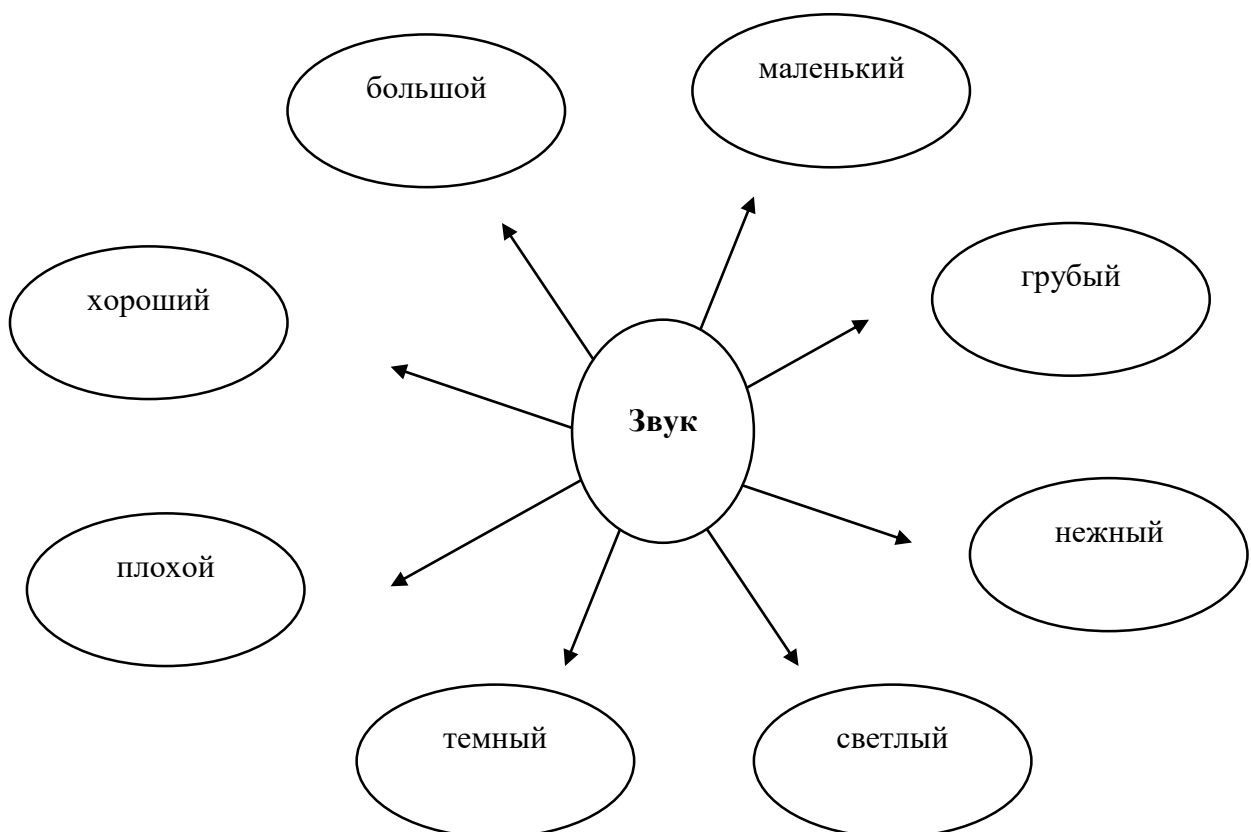 маленький
большой
грубый
хороший
Звук
нежный
плохой
темный
светлый